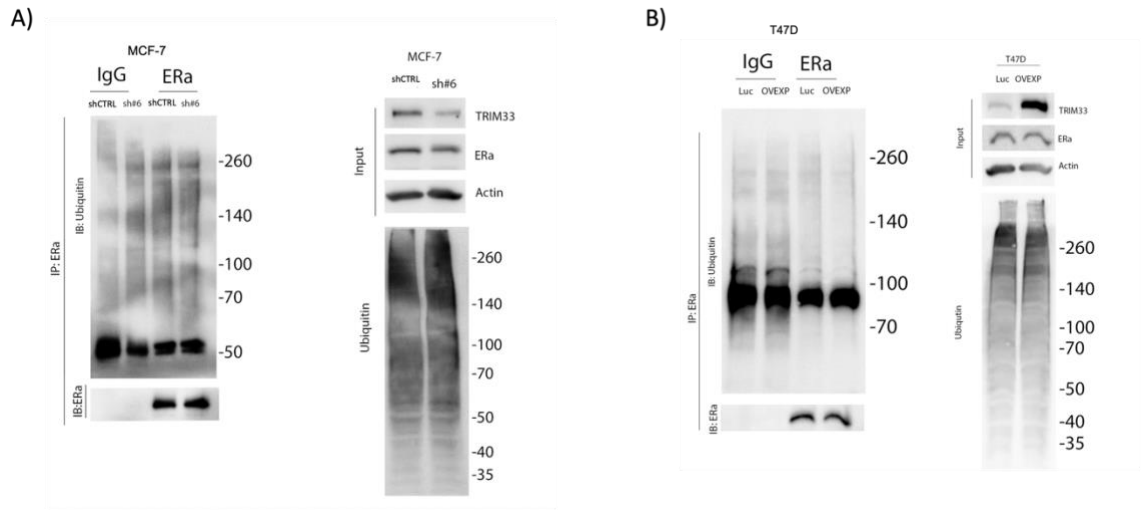 A)
MCF-7
IgG ERa
shCTRL sh#6 shCTRL sh#6
IP: ERa
IB: Ubiquitin
-260
-140
-100
-70
-50
IB:ERa
MCF-7
shCTRL sh#6
Input
TRIM33
ERa
Actin
Ubiquitin
-260
-140
-100
-70
-50
-40
-35
B)
T47D
IgG ERa
Luc OVEXP Luc OVEXP
IP: ERa
IB: Ubiquitin
-260
-140
-100
-70
IB: ERa
T47D
Luc OVEXP
Input
TRIM33
ERa
Actin
Ubiqutin
-260
-140
-100
-70
-50
-40
-35